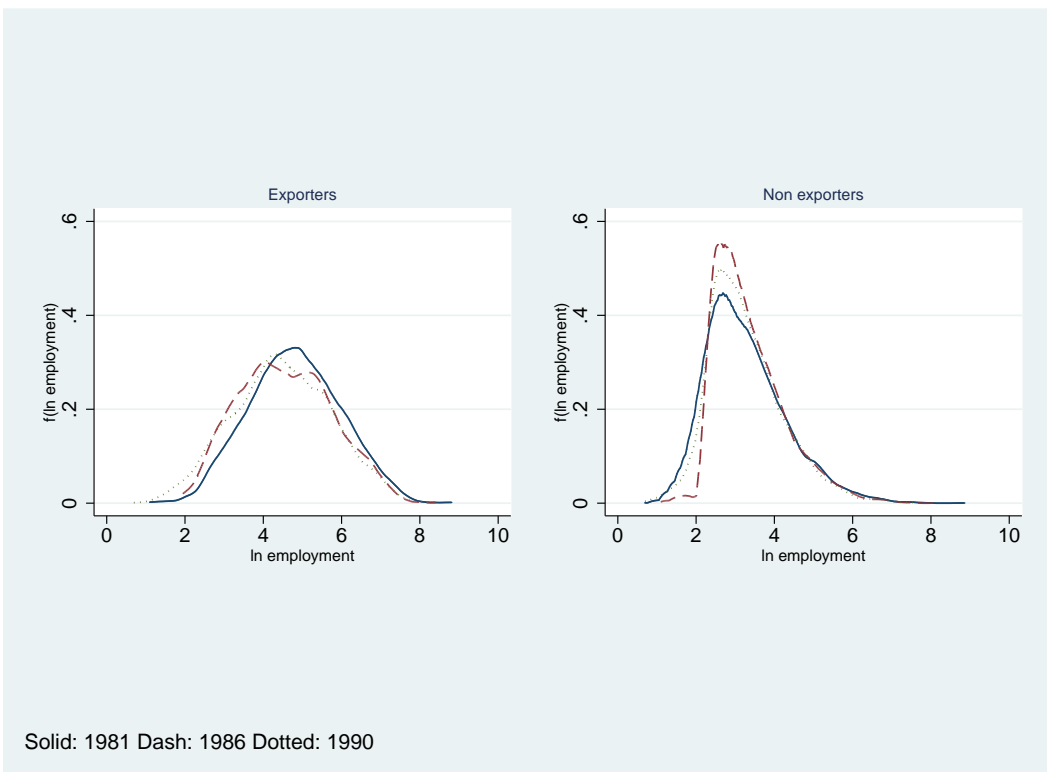 Exporters
f(ln employment)
.6
.4
.2
0
0 2 4 6 8 10
ln employment
Non exporters
f(ln employment)
.6
.4
.2
0
0 2 4 6 8 10
ln employment
Solid: 1981 Dash: 1986 Dotted: 1990